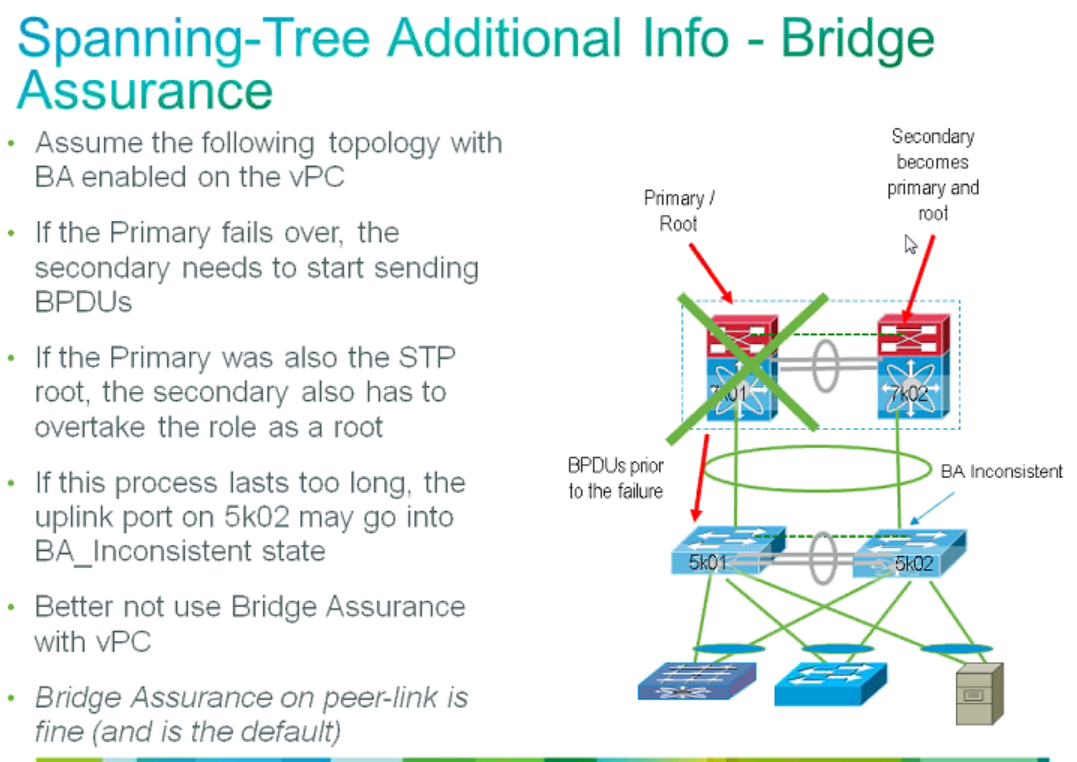 Spanning-Tree Additional Info - Bridge
Assurance
• Assume the following topology with
BA enabled on the vPC
• If the Primary fails over, the
secondary needs to start sending
BPDUs
• If the Primary was also the STP
root, the secondary also has to
overtake the role as a root
• If this process lasts too long, the
uplink port on 5k02 may go into
BA_Inconsistent state
• Better not use Bridge Assurance
with vPC
• Bridge Assurance on peer-link is
fine (and is the default)
Secondary
becomes
primary and
root
Primary /
Root
7k01
7k02
BPDUs prior
to the failure
BA Inconsistent
5k01
5k02